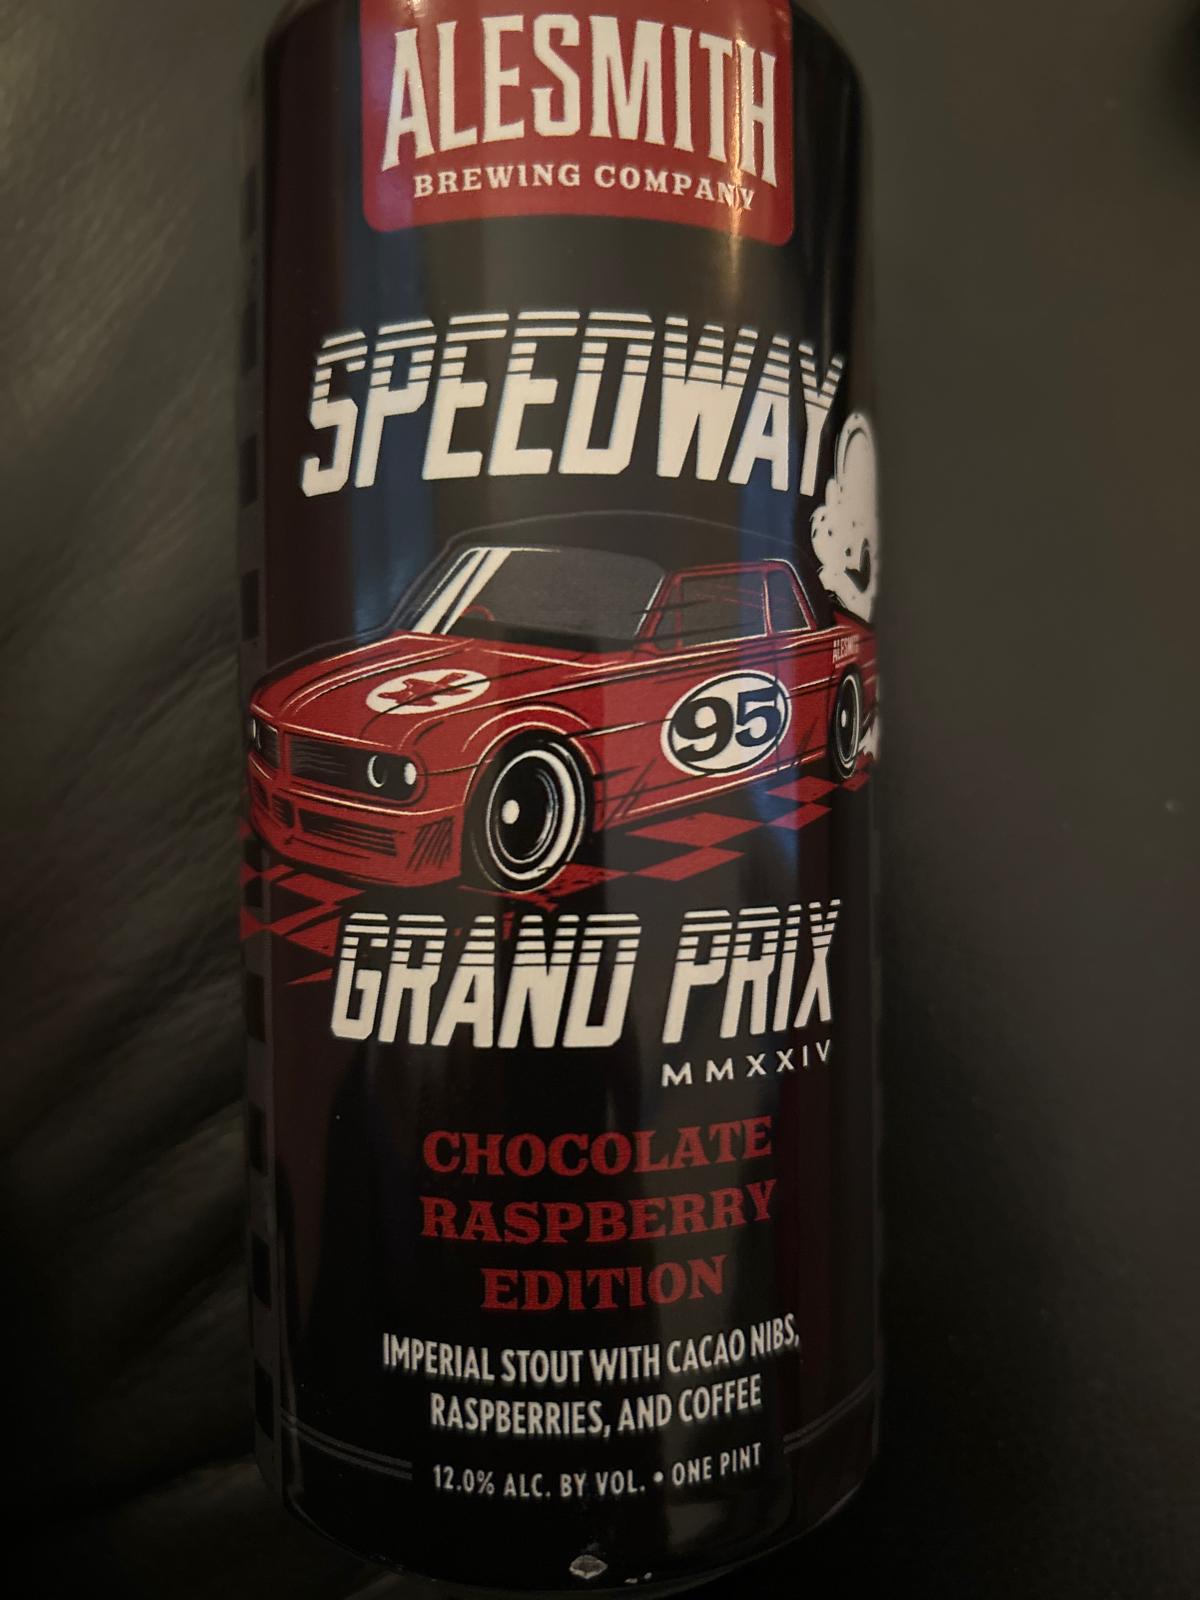 ALESMITH
BREWING COMPANY
SPEEDWAY
ALESMITH
95
GRAND PRIX
MMXXIV
CHOCOLATE
RASPBERRY
EDITION
IMPERIAL STOUT WITH CACAO NIBS,
RASPBERRIES, AND COFFEE
12.0% ALC. BY VOL. • ONE PINT